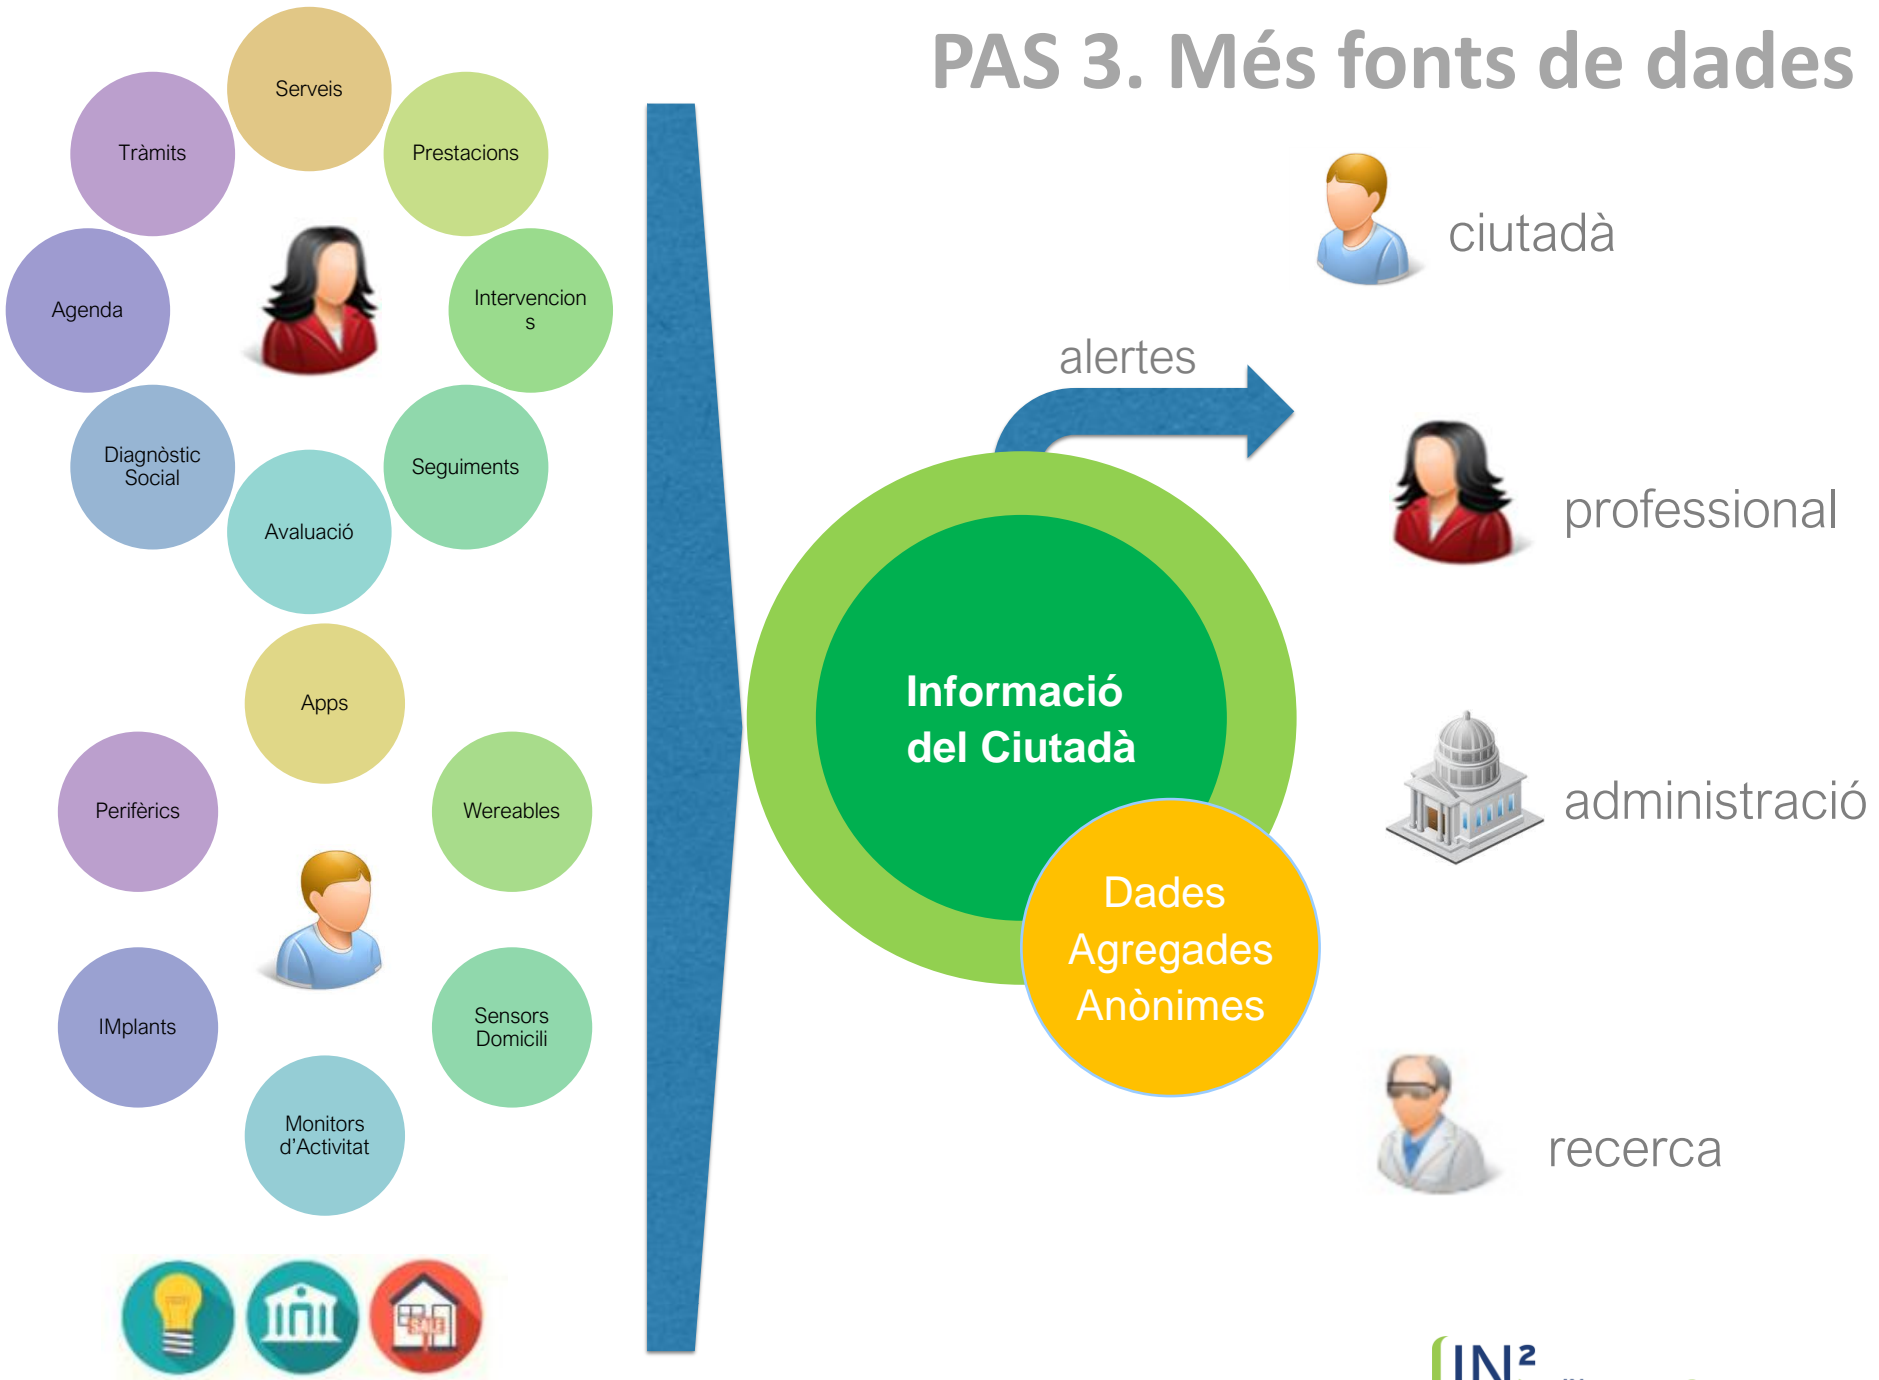 PAS 3. Més fonts de dades
Serveis
Tràmits
Prestacions
Agenda
Intervencion
s
Diagnòstic
Social
Seguiments
Avaluació
Apps
Perifèrics
Wereables
IMplants
Sensors
Domicili
Monitors
d'Activitat
SALE
alertes
Informació
del Ciutadà
Dades
Agregades
Anònimes
ciutadà
professional
administració
recerca
IN²